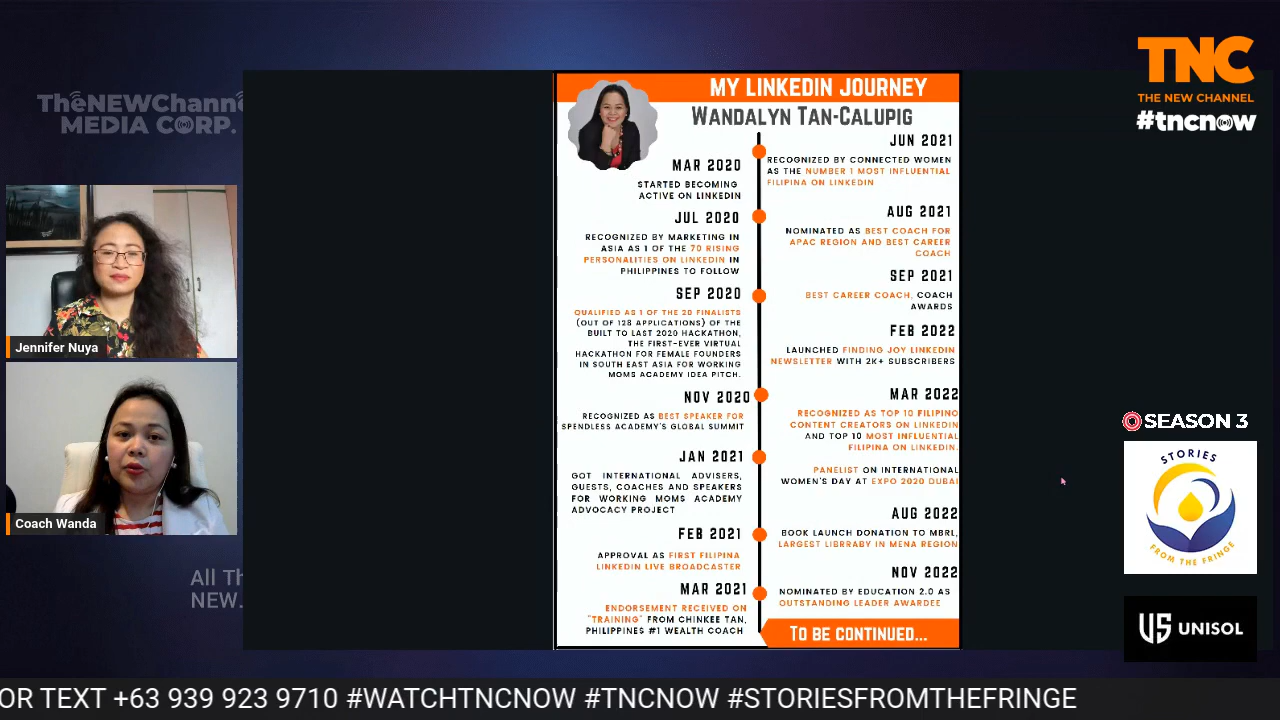 TheNEWChanne
MEDIA CORP.
Jennifer Nuya
Coach Wanda
All Th
NEW.
MY LINKEDIN JOURNEY
WANDALYN TAN-CALUPIG
MAR 2020
STARTED BECOMING
ACTIVE ON LINKEDIN
JUL 2020
RECOGNIZED BY MARKETING IN
ASIA AS 1 OF THE 70 RISING
PERSONALITIES ON LINKEDIN IN
PHILIPPINES TO FOLLOW
SEP 2020
QUALIFIED AS 1 OF THE 20 FINALISTS
(OUT OF 128 APPLICATIONS) OF THE
BUILT TO LAST 2020 HACKATHON,
THE FIRST-EVER VIRTUAL
HACKATHON FOR FEMALE FOUNDERS
IN SOUTH EAST ASIA FOR WORKING
MOMS ACADEMY IDEA PITCH.
NOV 2020
RECOGNIZED AS BEST SPEAKER FOR
SPENDLESS ACADEMY'S GLOBAL SUMMIT
JAN 2021
GOT INTERNATIONAL ADVISERS,
GUESTS, COACHES AND SPEAKERS
FOR WORKING MOMS ACADEMY
ADVOCACY PROJECT
FEB 2021
APPROVAL AS FIRST FILIPINA
LINKEDIN LIVE BROADCASTER
MAR 2021
ENDORSEMENT RECEIVED ON
"TRAINING" FROM CHINKEE TAN,
PHILIPPINES #1 WEALTH COACH
JUN 2021
RECOGNIZED BY CONNECTED WOMEN
AS THE NUMBER 1 MOST INFLUENTIAL
FILIPINA ON LINKEDIN
AUG 2021
NOMINATED AS BEST COACH FOR
APAC REGION AND BEST CAREER
COACH
SEP 2021
BEST CAREER COACH, COACH
AWARDS
FEB 2022
LAUNCHED FINDING JOY LINKEDIN
NEWSLETTER WITH 2K+ SUBSCRIBERS
MAR 2022
RECOGNIZED AS TOP 10 FILIPINO
CONTENT CREATORS ON LINKEDIN
AND TOP 10 MOST INFLUENTIAL
FILIPINA ON LINKEDIN.
PANELIST ON INTERNATIONAL
WOMEN'S DAY AT EXPO 2020 DUBAI
AUG 2022
BOOK LAUNCH DONATION TO MBRL,
LARGEST LIBRRABY IN MENA REGION
NOV 2022
NOMINATED BY EDUCATION 2.0 AS
OUTSTANDING LEADER AWARDEE
TO BE CONTINUED...
TNC
THE NEW CHANNEL
#tncnow
SEASON 3
STORIES
FROM THE FRINGE
UNISOL
OR TEXT +63 939 923 9710 #WATCHTNCNOW #TNCNOW #STORIESFROMTHEFRINGE